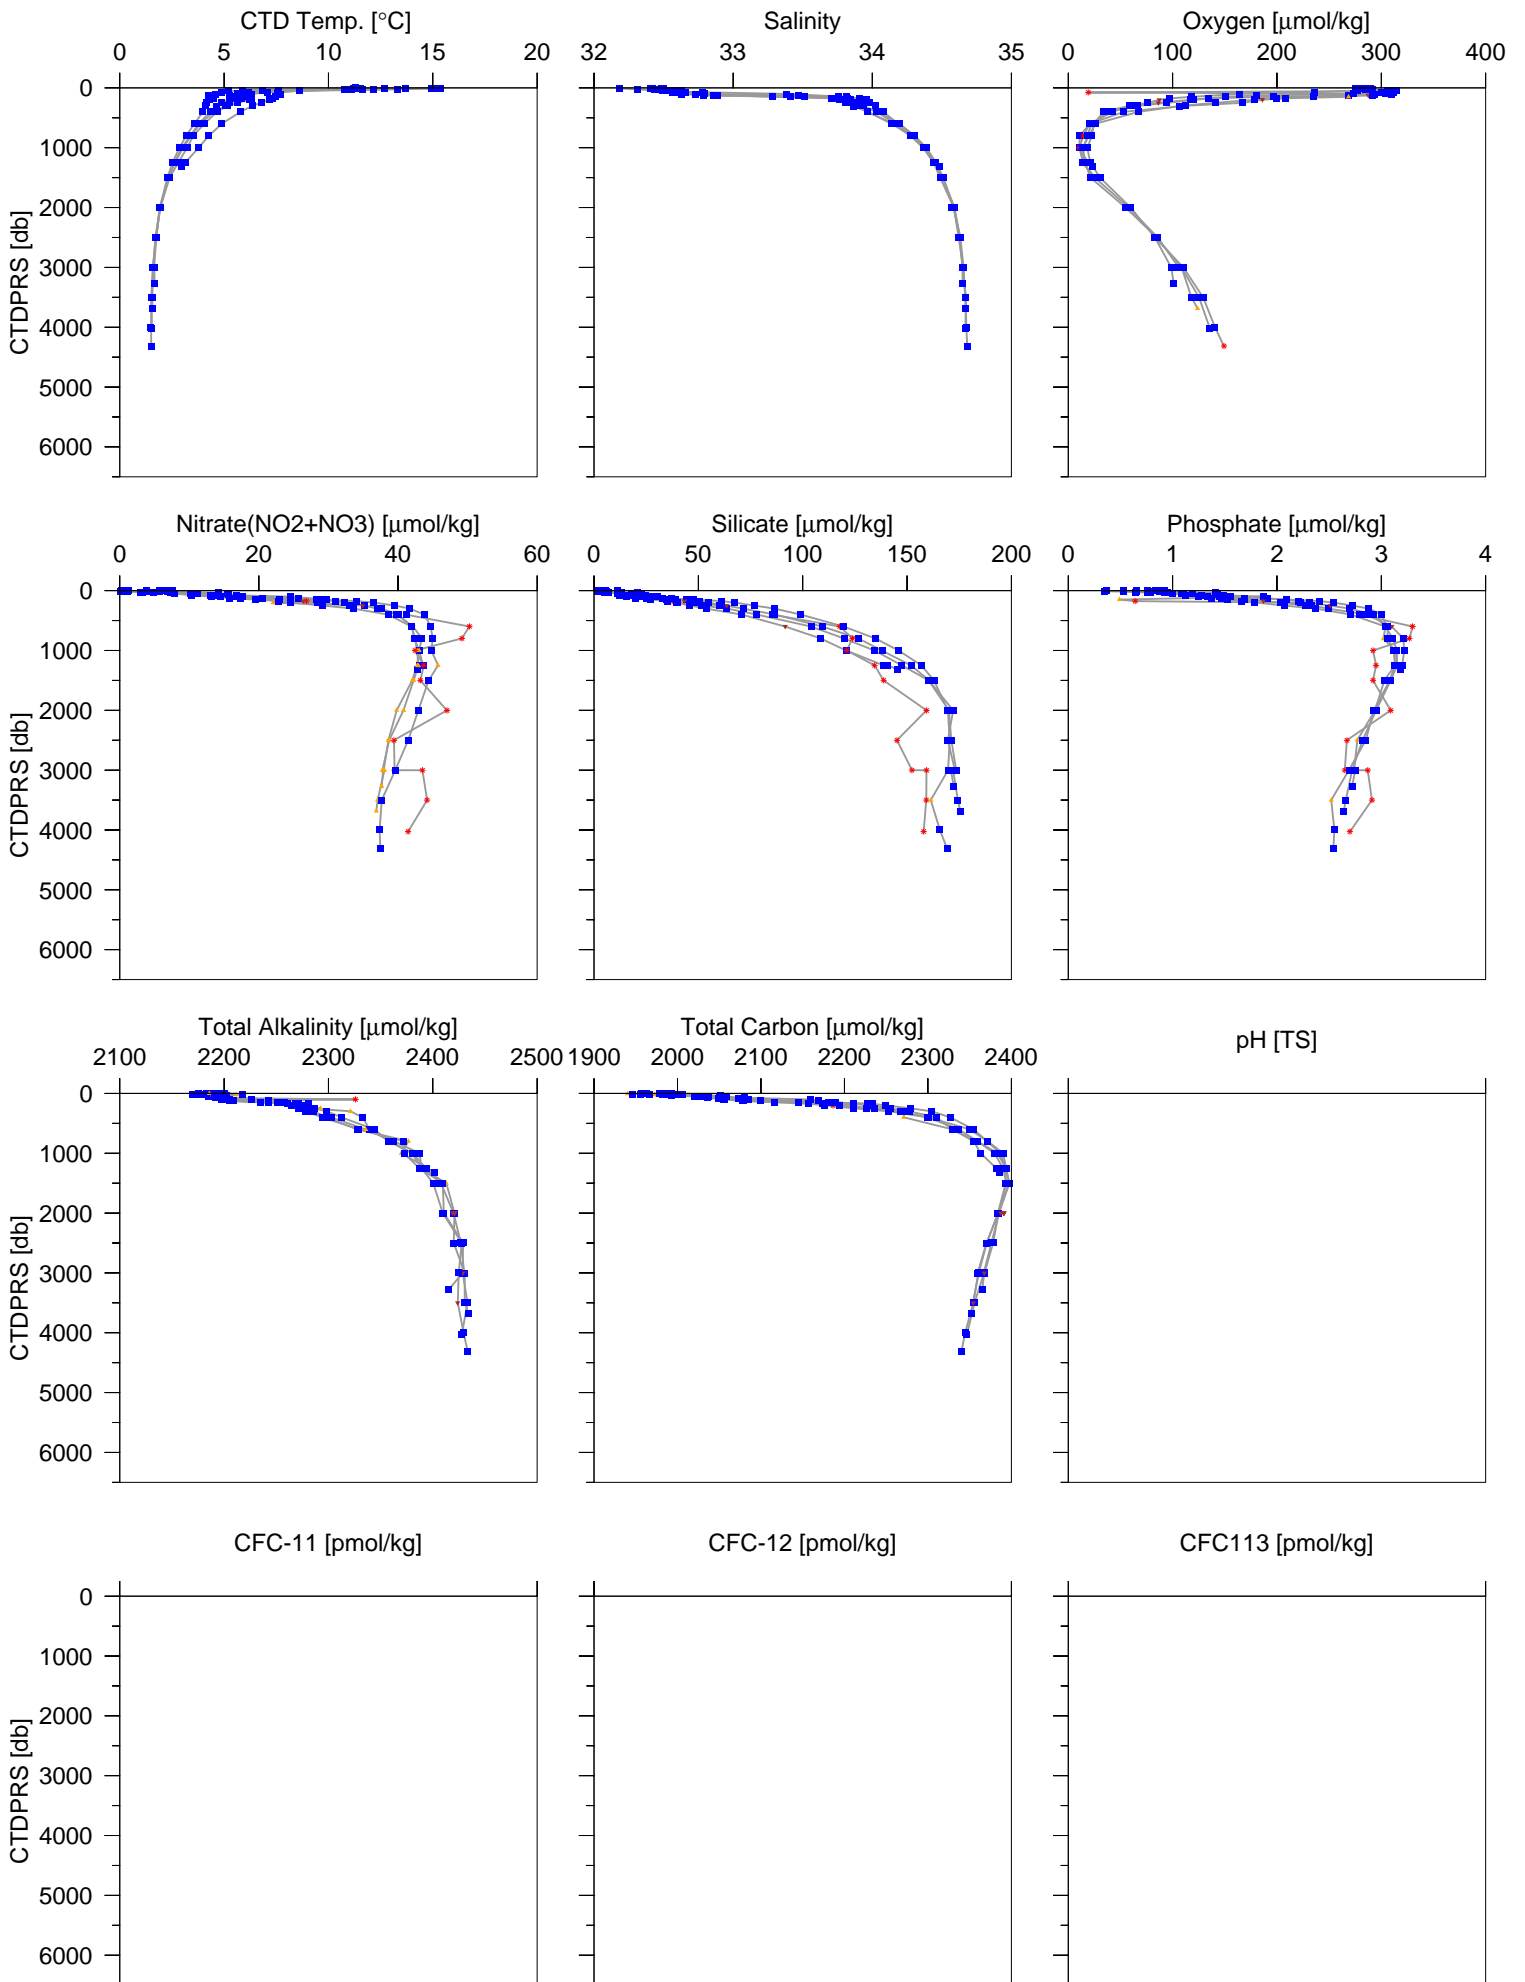 CTD Temp. [°C] Salinity Oxygen [µmol/kg]
0 5 10 15 20 32 33 34 35 0 100 200 300 400
0
1000
2000
3000
4000
5000
6000
CTDPRS [db]
Nitrate(NO2+NO3) [µmol/kg] Silicate [µmol/kg] Phosphate [µmol/kg]
0 20 40 60 0 50 100 150 200 0 1 2 3 4
0
1000
2000
3000
4000
5000
6000
CTDPRS [db]
Total Alkalinity [µmol/kg] Total Carbon [µmol/kg] pH [TS]
2100 2200 2300 2400 2500 1900 2000 2100 2200 2300 2400
0
1000
2000
3000
4000
5000
6000
CTDPRS [db]
CFC-11 [pmol/kg] CFC-12 [pmol/kg] CFC113 [pmol/kg]
0
1000
2000
3000
4000
5000
6000
CTDPRS [db]